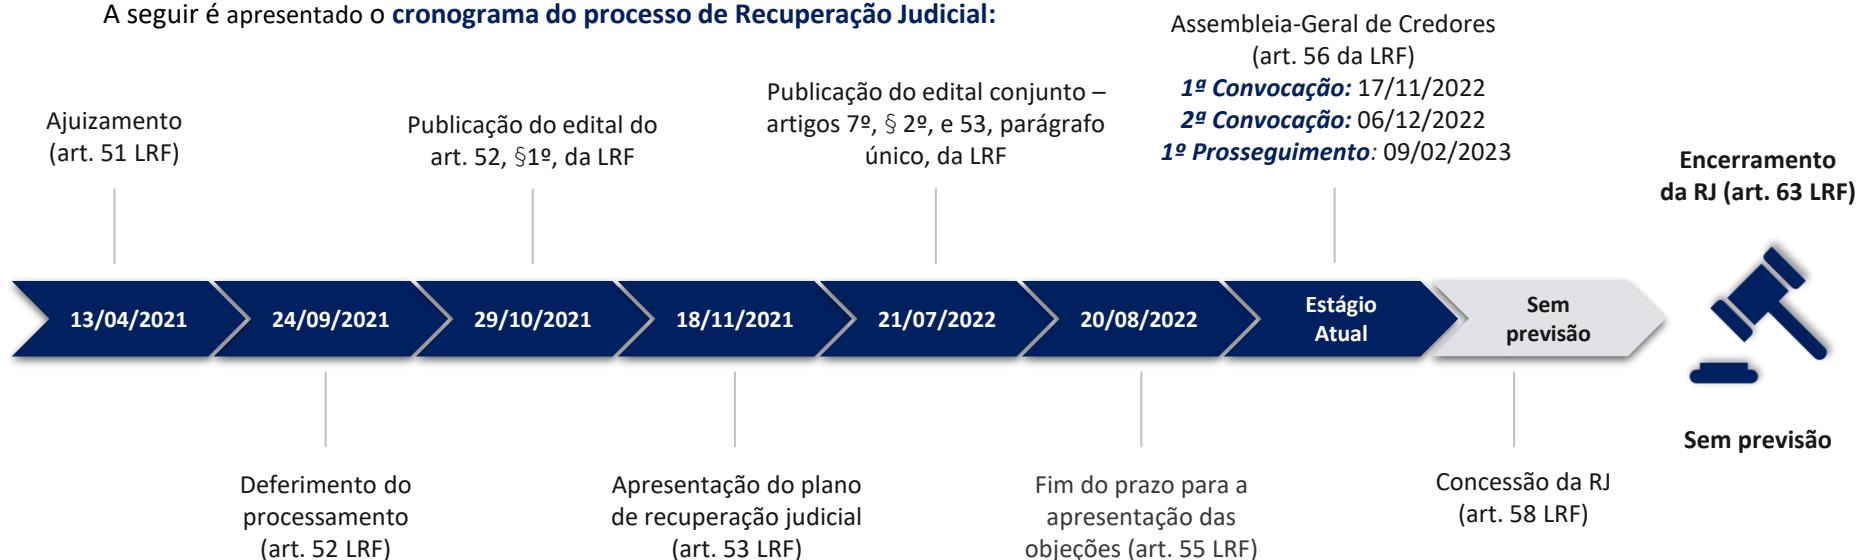 A seguir é apresentado o cronograma do processo de Recuperação Judicial:
Ajuizamento
(art. 51 LRF)
Publicação do edital do
art. 52, §1º, da LRF
Publicação do edital conjunto –
artigos 7º, § 2º, e 53, parágrafo
único, da LRF
Assembleia-Geral de Credores
(art. 56 da LRF)
1ª Convocação: 17/11/2022
2ª Convocação: 06/12/2022
1º Prosseguimento: 09/02/2023
Encerramento
da RJ (art. 63 LRF)
13/04/2021
24/09/2021
29/10/2021
18/11/2021
21/07/2022
20/08/2022
Estágio
Atual
Sem
previsão
Sem previsão
Deferimento do
processamento
(art. 52 LRF)
Apresentação do plano
de recuperação judicial
(art. 53 LRF)
Fim do prazo para a
apresentação das
objeções (art. 55 LRF)
Concessão da RJ
(art. 58 LRF)